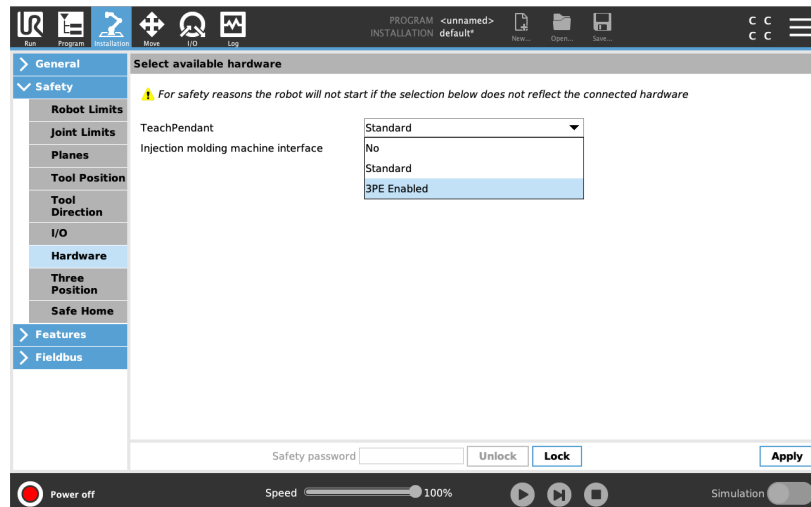 UR
PROGRAM <unnamed>
INSTALLATION default*
C C
C C
Run
Program
Installation
Move
I/O
Log
New...
Open...
Save...
General
Select available hardware
Safety
For safety reasons the robot will not start if the selection below does not reflect the connected hardware
Robot Limits
Joint Limits
Planes
Tool Position
Tool
Direction
I/O
Hardware
Three
Position
Safe Home
Features
Fieldbus
TeachPendant
Standard
Injection molding machine interface
No
Standard
3PE Enabled
Safety password
Unlock
Lock
Apply
Power off
Speed
100%
Simulation